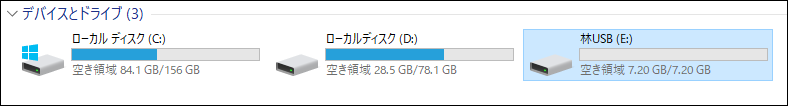 デバイスとドライブ (3)
ローカル ディスク (C:)
空き領域 84.1 GB/156 GB
ローカルディスク (D:)
空き領域 28.5 GB/78.1 GB
林USB (E:)
空き領域 7.20 GB/7.20 GB